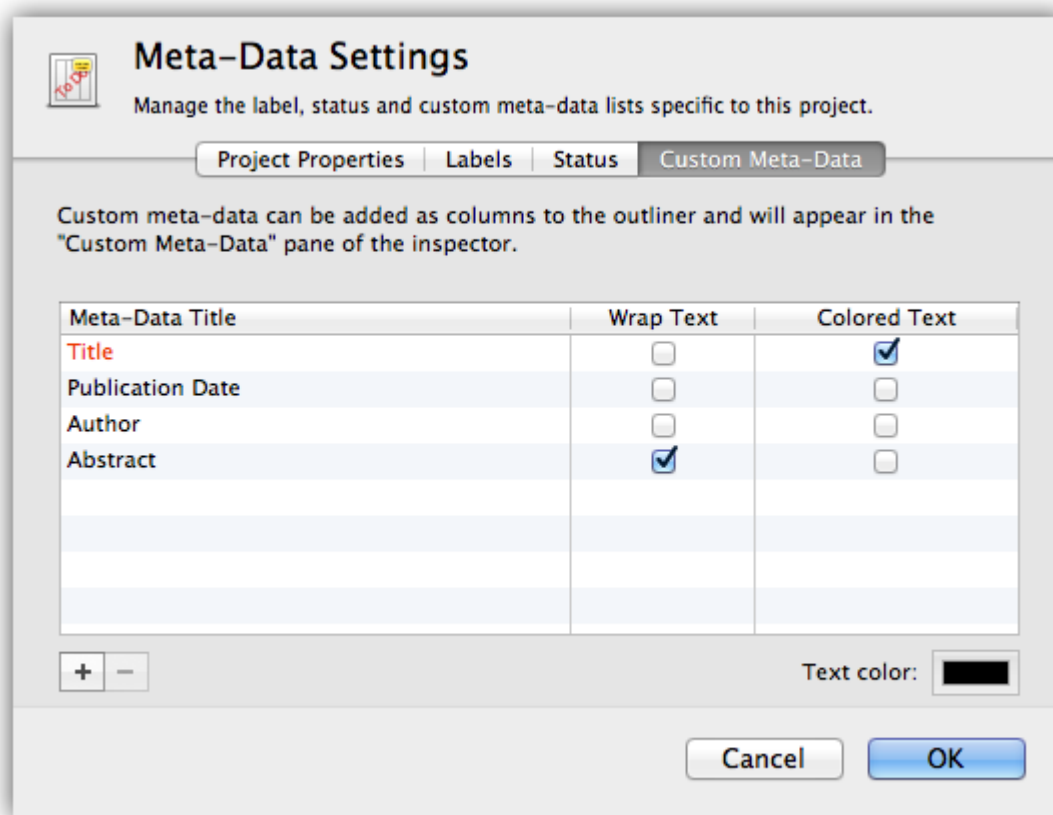 To Do
Meta-Data Settings
Manage the label, status and custom meta-data lists specific to this project.
Project Properties Labels Status Custom Meta-Data
Custom meta-data can be added as columns to the outliner and will appear in the
"Custom Meta-Data" pane of the inspector.
Meta-Data Title Wrap Text Colored Text
Title
Publication Date
Author
Abstract
+ −
Text color:
Cancel OK